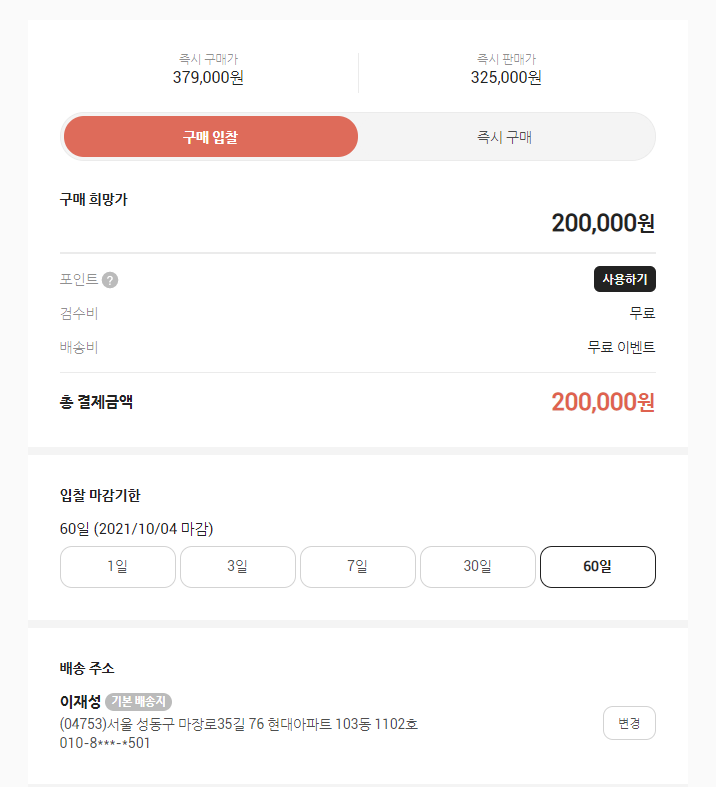 즉시 구매가 즉시 판매가
379,000원 325,000원
구매 입찰 즉시 구매
구매 희망가
200,000원
포인트 ? 사용하기
검수비 무료
배송비 무료 이벤트
총 결제금액 200,000원
입찰 마감기한
60일 (2021/10/04 마감)
1일 3일 7일 30일 60일
배송 주소
이재성 기본 배송지
(04753)서울 성동구 마장로35길 76 현대아파트 103동 1102호 변경
010-8***-*501